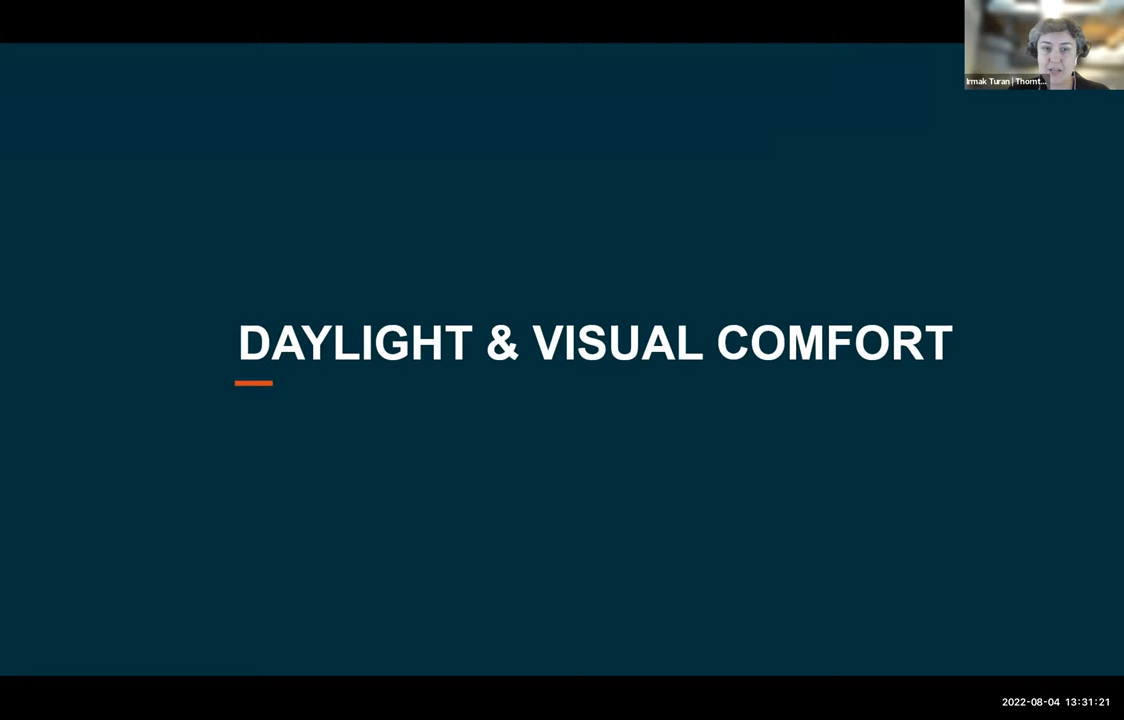 Irmak Turan | Thornt...
DAYLIGHT & VISUAL COMFORT
2022-08-04 13:31:21